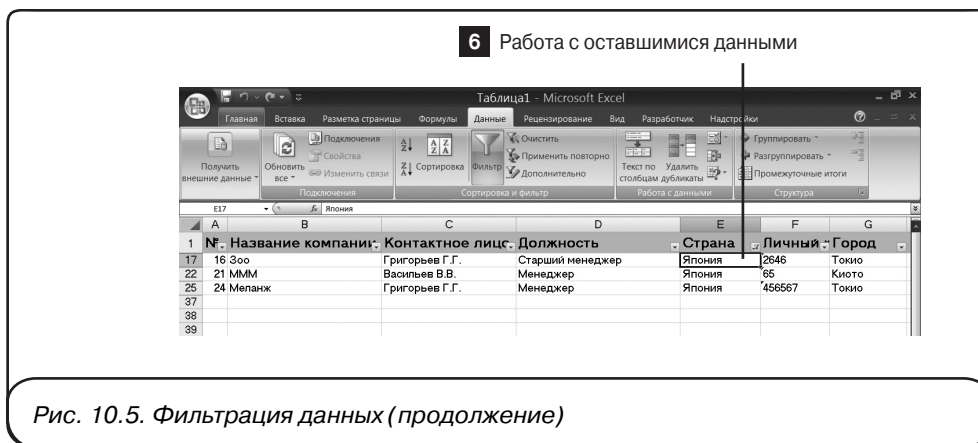 6 Работа с оставшимися данными
Таблица1 - Microsoft Excel
Главная Вставка Разметка страницы Формулы Данные Рецензирование Вид Разработчик Надстройки
Получить внешние данные
Обновить все
Подключения
Свойства
Изменить связи
Подключения
Сортировка
Фильтр
Очистить
Применить повторно
Дополнительно
Сортировка и фильтр
Текст по столбцам
Удалить дубликаты
Работа с данными
Группировать
Разгруппировать
Промежуточные итоги
Структура
E17 fx Япония
A B C D E F G
1 № Название компании Контактное лицо Должность Страна Личный Город
17 16 Зоо Григорьев Г.Г. Старший менеджер Япония 2646 Токио
22 21 МММ Васильев В.В. Менеджер Япония 65 Киото
25 24 Меланж Григорьев Г.Г. Менеджер Япония 456567 Токио
37
38
39
Рис. 10.5. Фильтрация данных (продолжение)